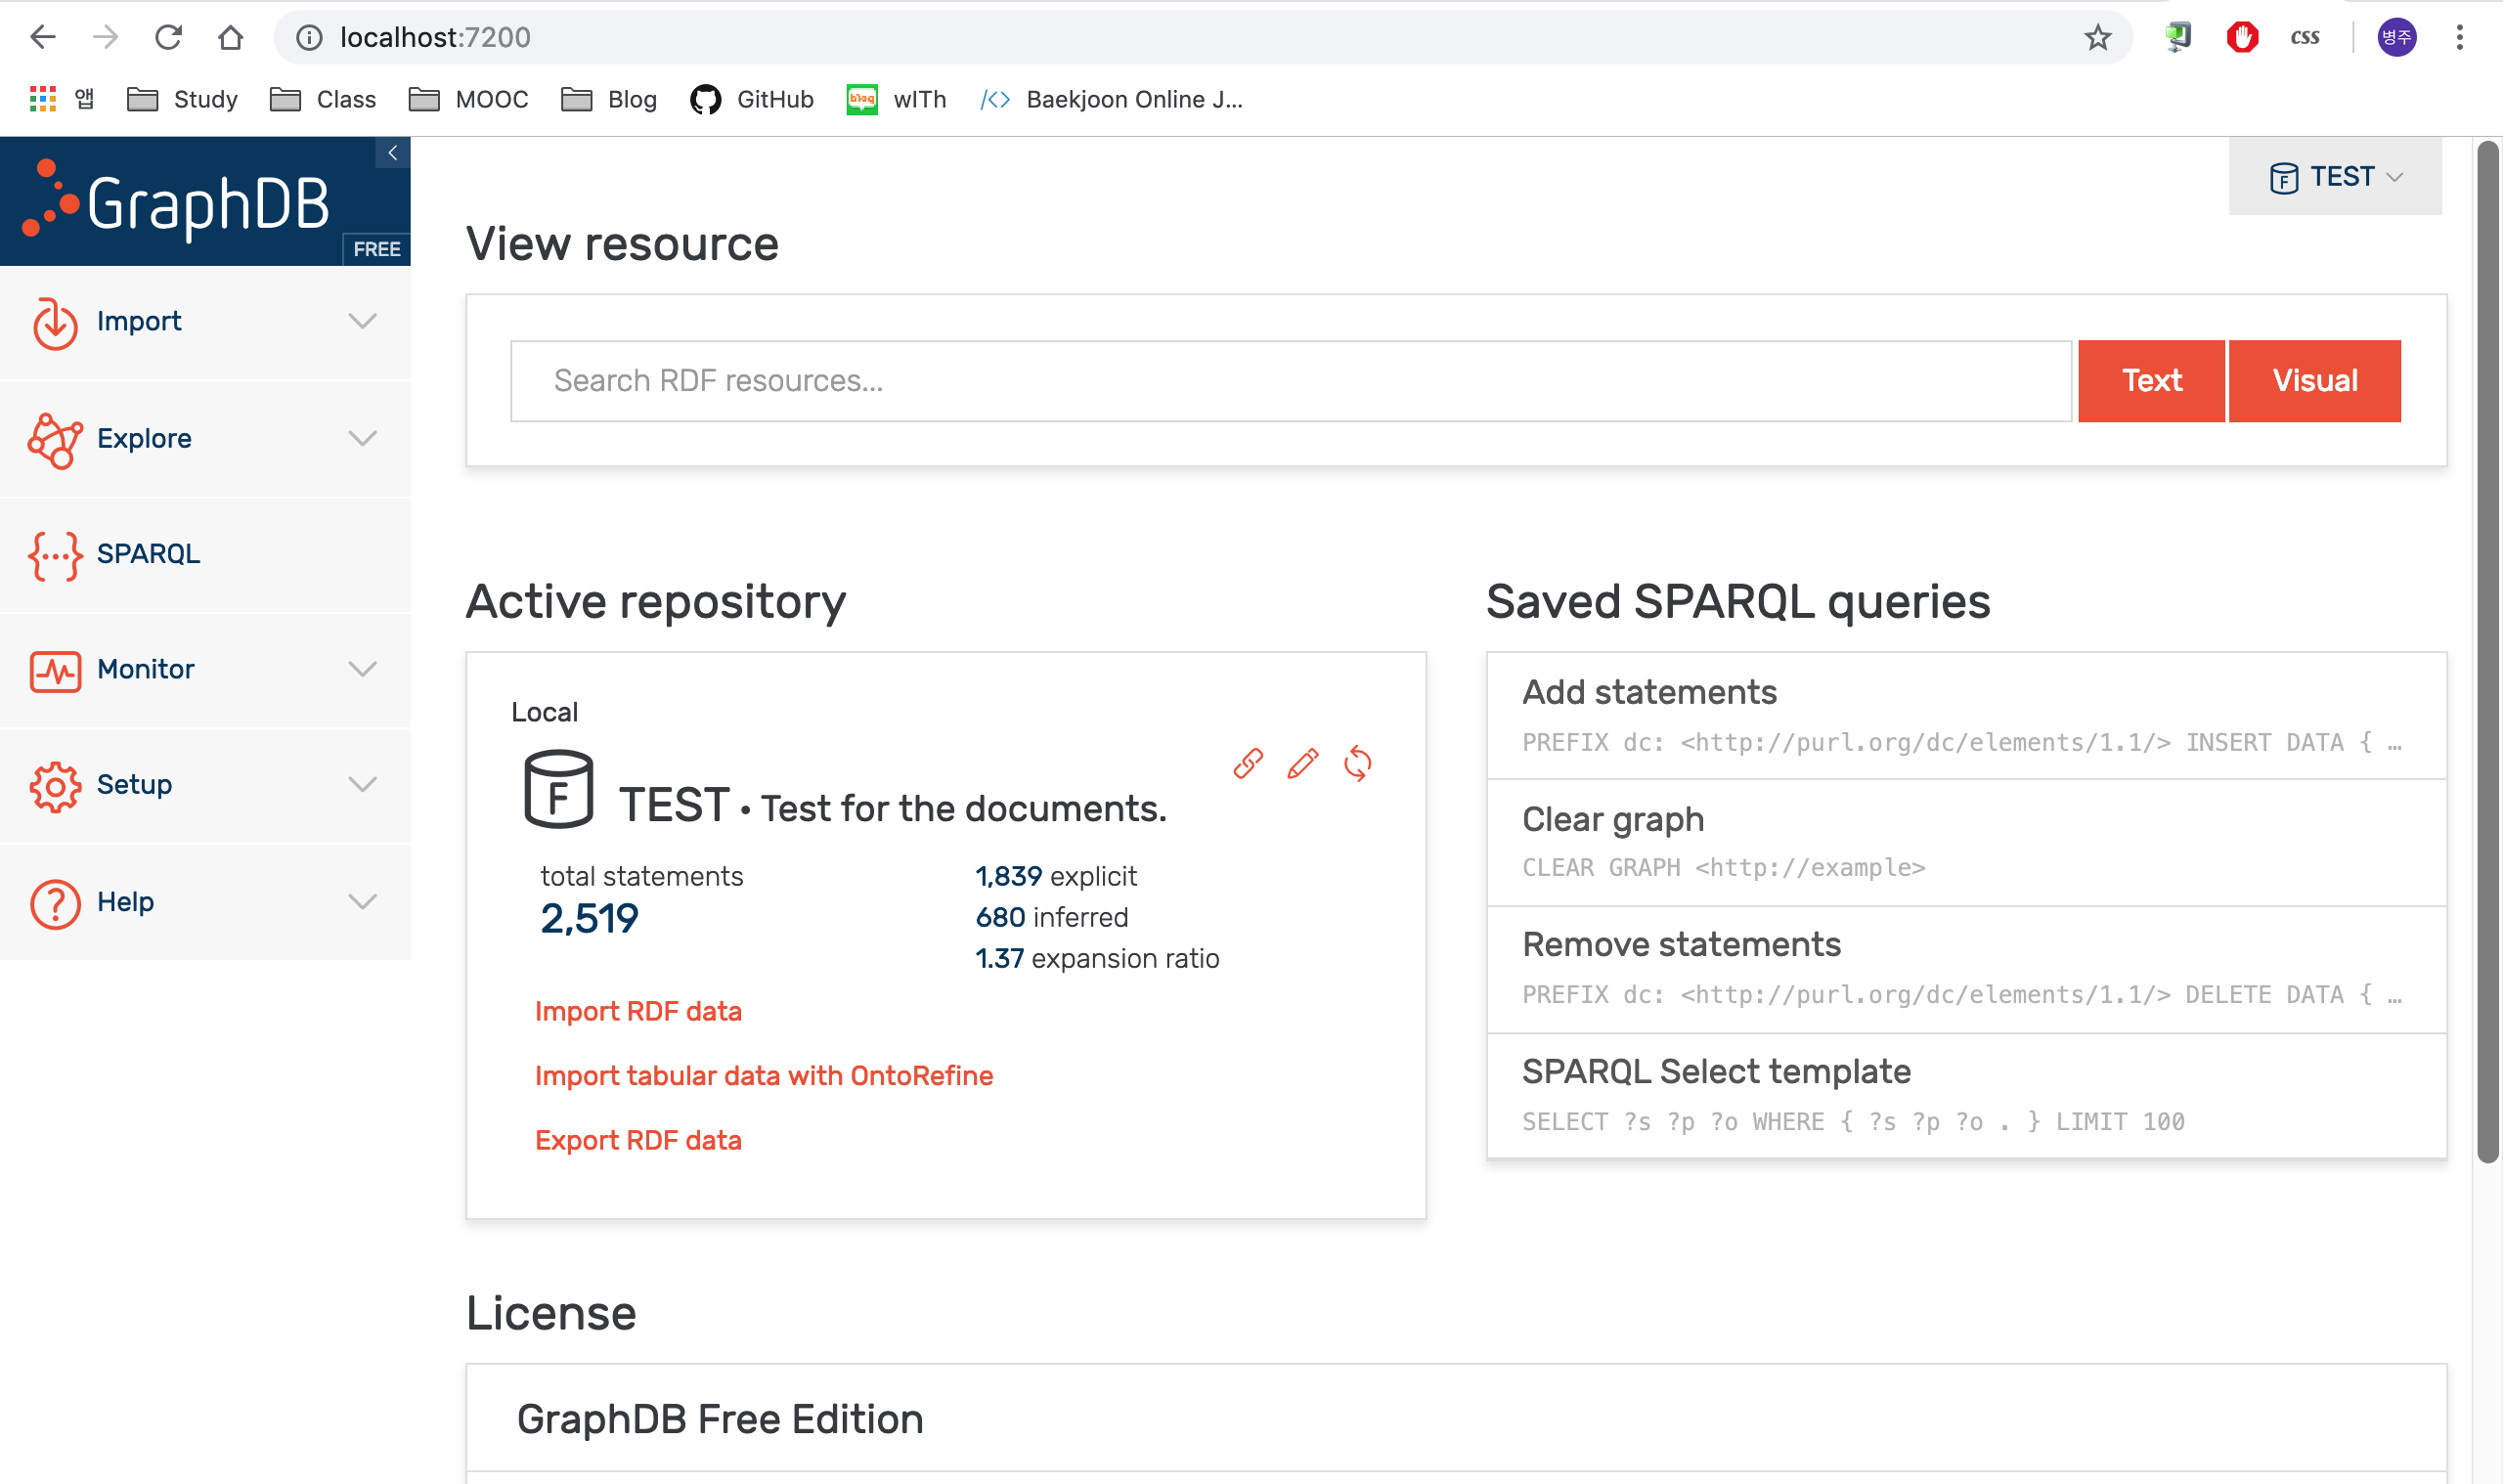 localhost:7200
css
병주
앱
Study
Class
MOOC
Blog
GitHub
blog
wITh
Baekjoon Online J...
GraphDB
FREE
TEST
Import
Explore
SPARQL
Monitor
Setup
Help
View resource
Search RDF resources...
Text
Visual
Active repository
Local
F
TEST • Test for the documents.
total statements
2,519
1,839 explicit
680 inferred
1.37 expansion ratio
Import RDF data
Import tabular data with OntoRefine
Export RDF data
Saved SPARQL queries
Add statements
PREFIX dc: <http://purl.org/dc/elements/1.1/> INSERT DATA { …
Clear graph
CLEAR GRAPH <http://example>
Remove statements
PREFIX dc: <http://purl.org/dc/elements/1.1/> DELETE DATA { …
SPARQL Select template
SELECT ?s ?p ?o WHERE { ?s ?p ?o . } LIMIT 100
License
GraphDB Free Edition